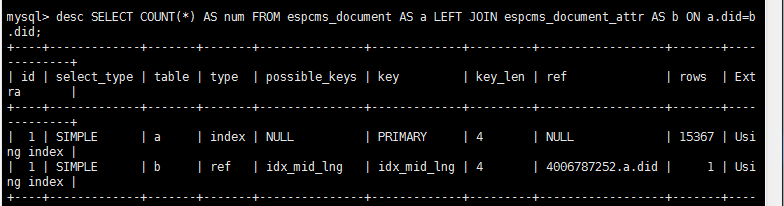 mysql> desc SELECT COUNT(*) AS num FROM espcms_document AS a LEFT JOIN espcms_document_attr AS b ON a.did=b
.did;
+----+-------------+-------+-------+---------------+-------------+---------+------------------+-------+----
---------+
| id | select_type | table | type  | possible_keys | key         | key_len | ref              | rows  | Ext
ra       |
+----+-------------+-------+-------+---------------+-------------+---------+------------------+-------+----
---------+
|  1 | SIMPLE      | a     | index | NULL          | PRIMARY     | 4       | NULL             | 15367 | Usi
ng index |
|  1 | SIMPLE      | b     | ref   | idx_mid_lng   | idx_mid_lng | 4       | 4006787252.a.did |     1 | Usi
ng index |
+----+-------------+-------+-------+---------------+-------------+---------+------------------+-------+----